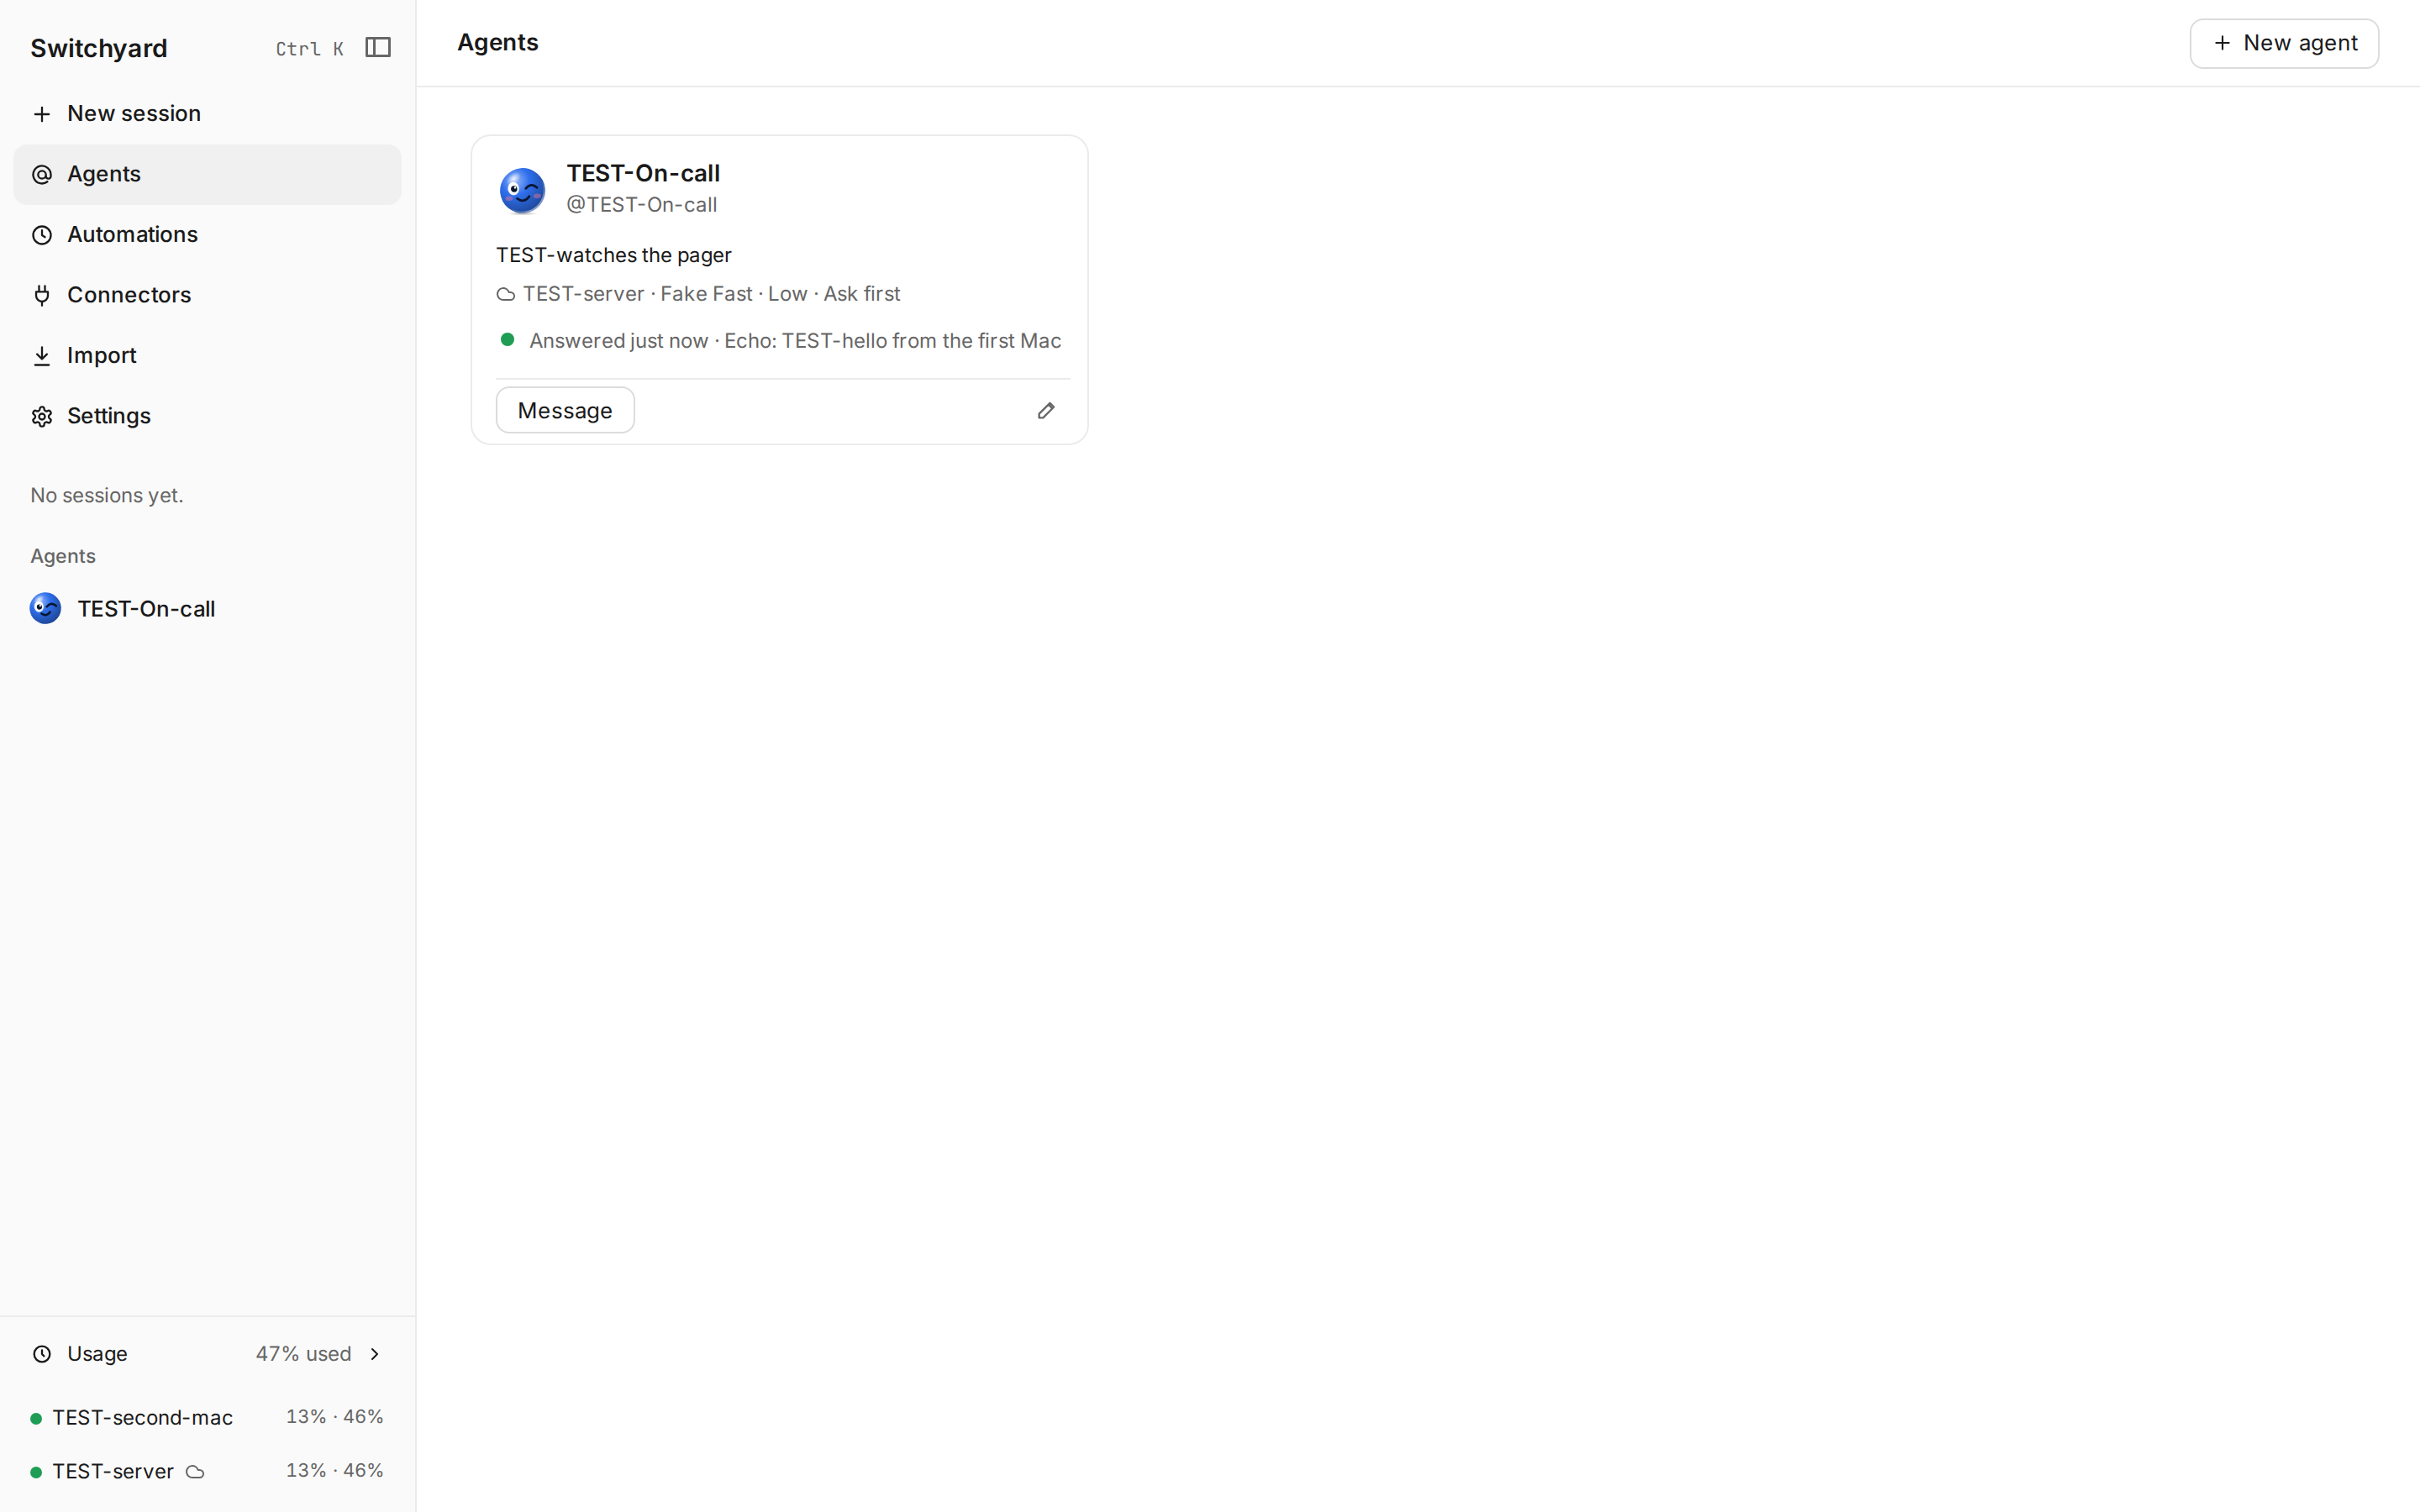 Switchyard Ctrl K
New session
Agents
Automations
Connectors
Import
Settings
No sessions yet.
Agents
TEST-On-call
Usage 47% used
TEST-second-mac 13% · 46%
TEST-server 13% · 46%
Agents
New agent
TEST-On-call
@TEST-On-call
TEST-watches the pager
TEST-server · Fake Fast · Low · Ask first
Answered just now · Echo: TEST-hello from the first Mac
Message